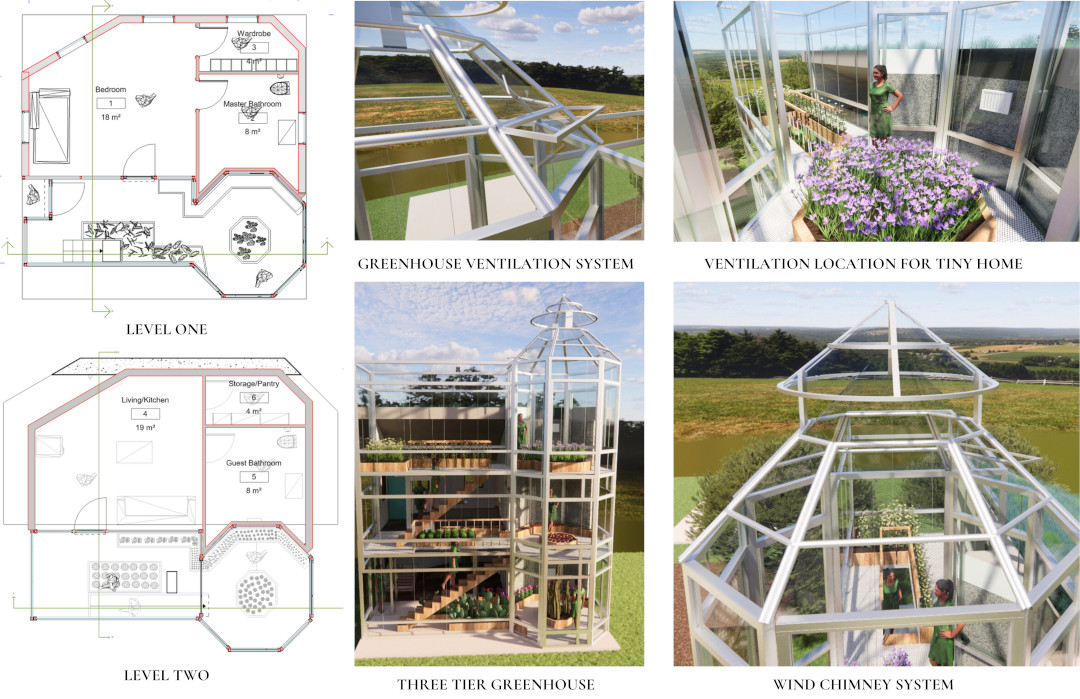 Wardrobe
3
4 m²
Bedroom
1
18 m²
Master Bathroom
2
8 m²
LEVEL ONE
GREENHOUSE VENTILATION SYSTEM
VENTILATION LOCATION FOR TINY HOME
Storage/Pantry
6
4 m²
Living/Kitchen
4
19 m²
Guest Bathroom
5
8 m²
LEVEL TWO
THREE TIER GREENHOUSE
WIND CHIMNEY SYSTEM